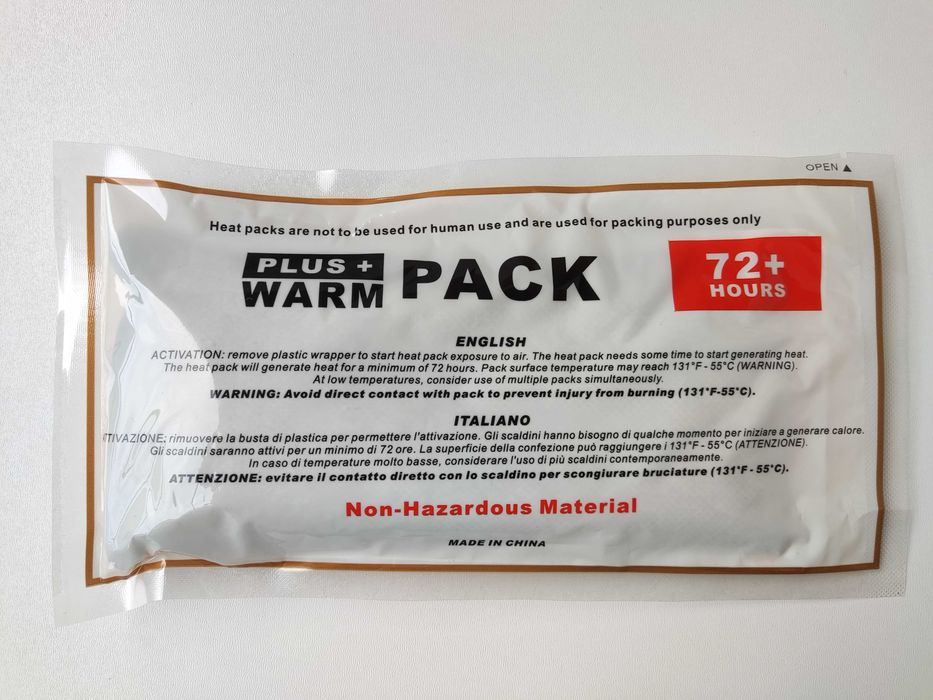 OPEN ▲
Heat packs are not to be used for human use and are used for packing purposes only
PLUS +
WARM PACK
72+
HOURS
ENGLISH
ACTIVATION: remove plastic wrapper to start heat pack exposure to air. The heat pack needs some time to start generating heat.
The heat pack will generate heat for a minimum of 72 hours. Pack surface temperature may reach 131°F - 55°C (WARNING).
At low temperatures, consider use of multiple packs simultaneously.
WARNING: Avoid direct contact with pack to prevent injury from burning (131°F-55°C).
ITALIANO
TIVAZIONE: rimuovere la busta di plastica per permettere l'attivazione. Gli scaldini hanno bisogno di qualche momento per iniziare a generare calore.
Gli scaldini saranno attivi per un minimo di 72 ore. La superficie della confezione può raggiungere i 131°F - 55°C (ATTENZIONE).
In caso di temperature molto basse, considerare l'uso di più scaldini contemporaneamente.
ATTENZIONE: evitare il contatto diretto con lo scaldino per scongiurare bruciature (131°F - 55°C).
Non-Hazardous Material
MADE IN CHINA